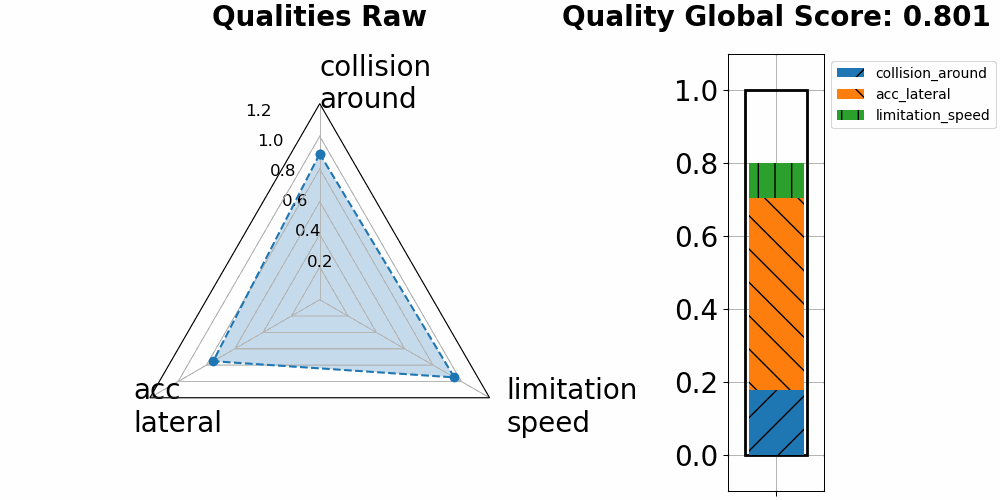 Qualities Raw
collision
around
1.2
1.0
0.8
0.6
0.4
0.2
acc
lateral
limitation
speed
Quality Global Score: 0.801
1.0
0.8
0.6
0.4
0.2
0.0
collision_around
acc_lateral
limitation_speed